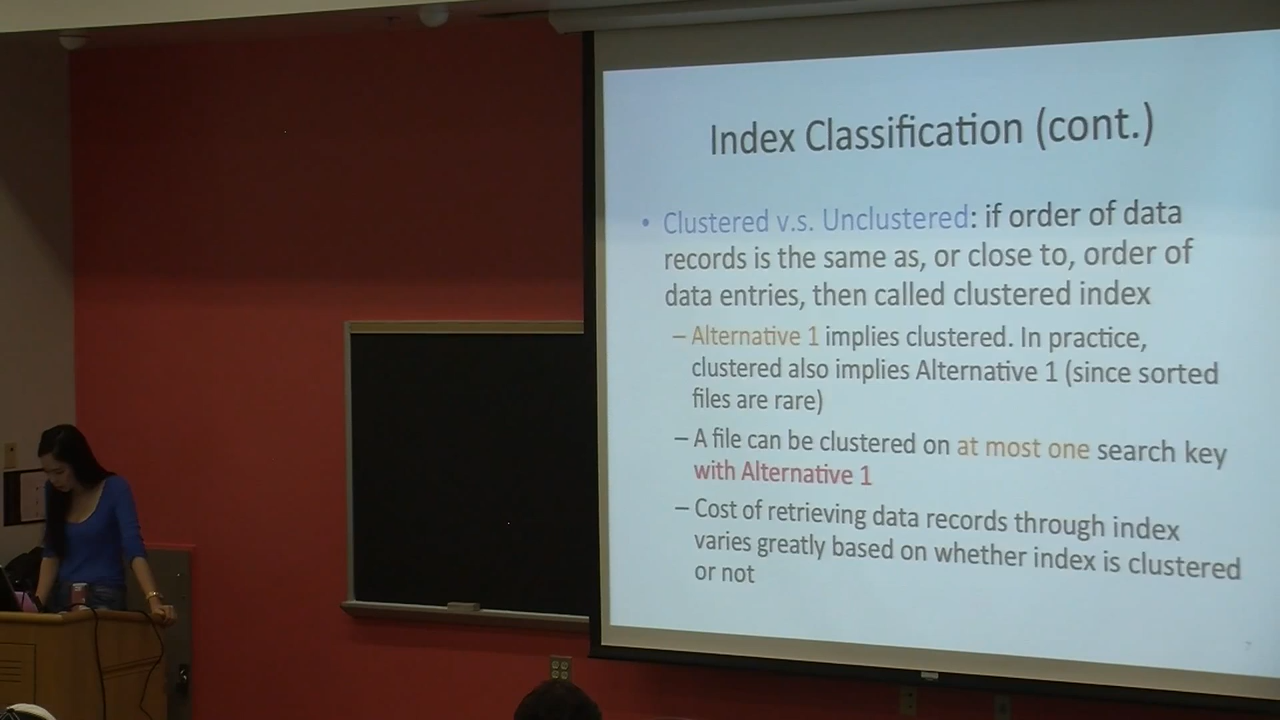 Index Classification (cont.)
• Clustered v.s. Unclustered: if order of data
records is the same as, or close to, order of
data entries, then called clustered index
– Alternative 1 implies clustered. In practice,
clustered also implies Alternative 1 (since sorted
files are rare)
– A file can be clustered on at most one search key
with Alternative 1
– Cost of retrieving data records through index
varies greatly based on whether index is clustered
or not
7